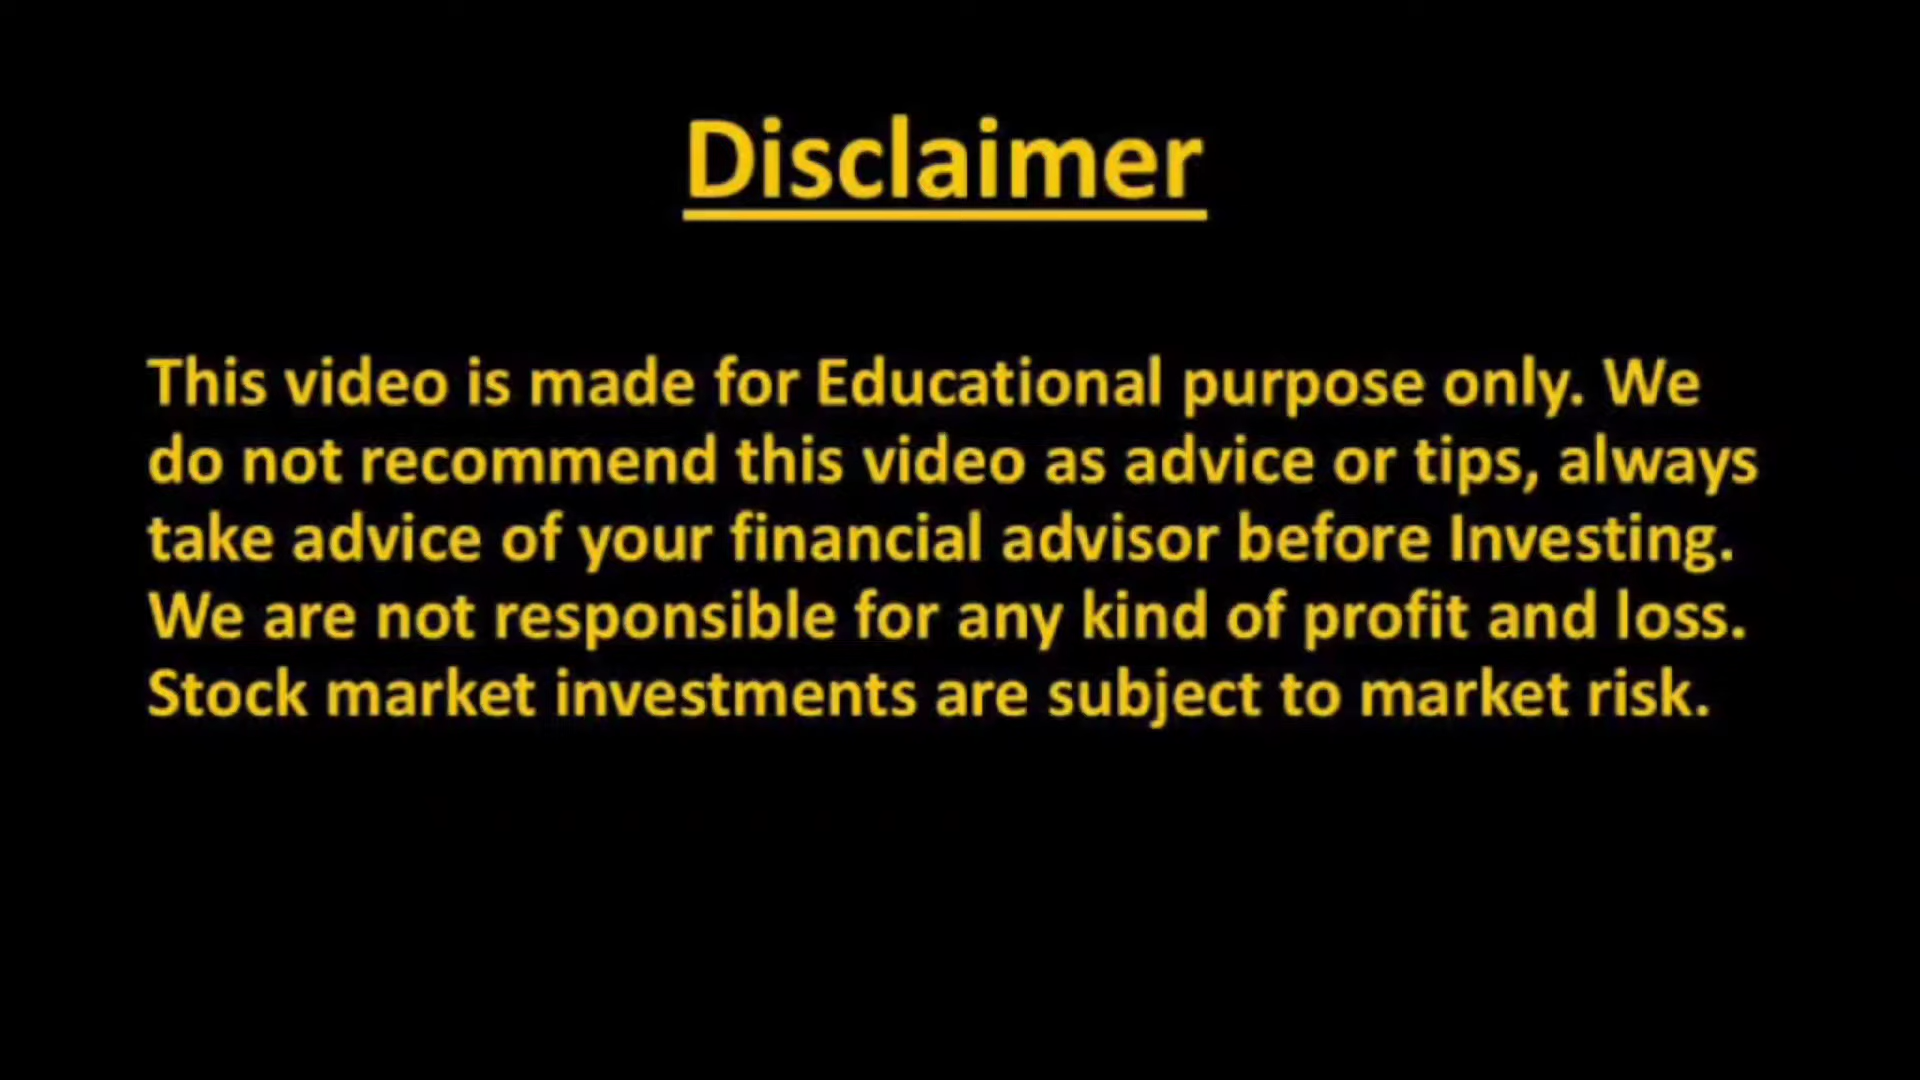 Disclaimer
This video is made for Educational purpose only. We
do not recommend this video as advice or tips, always
take advice of your financial advisor before Investing.
We are not responsible for any kind of profit and loss.
Stock market investments are subject to market risk.